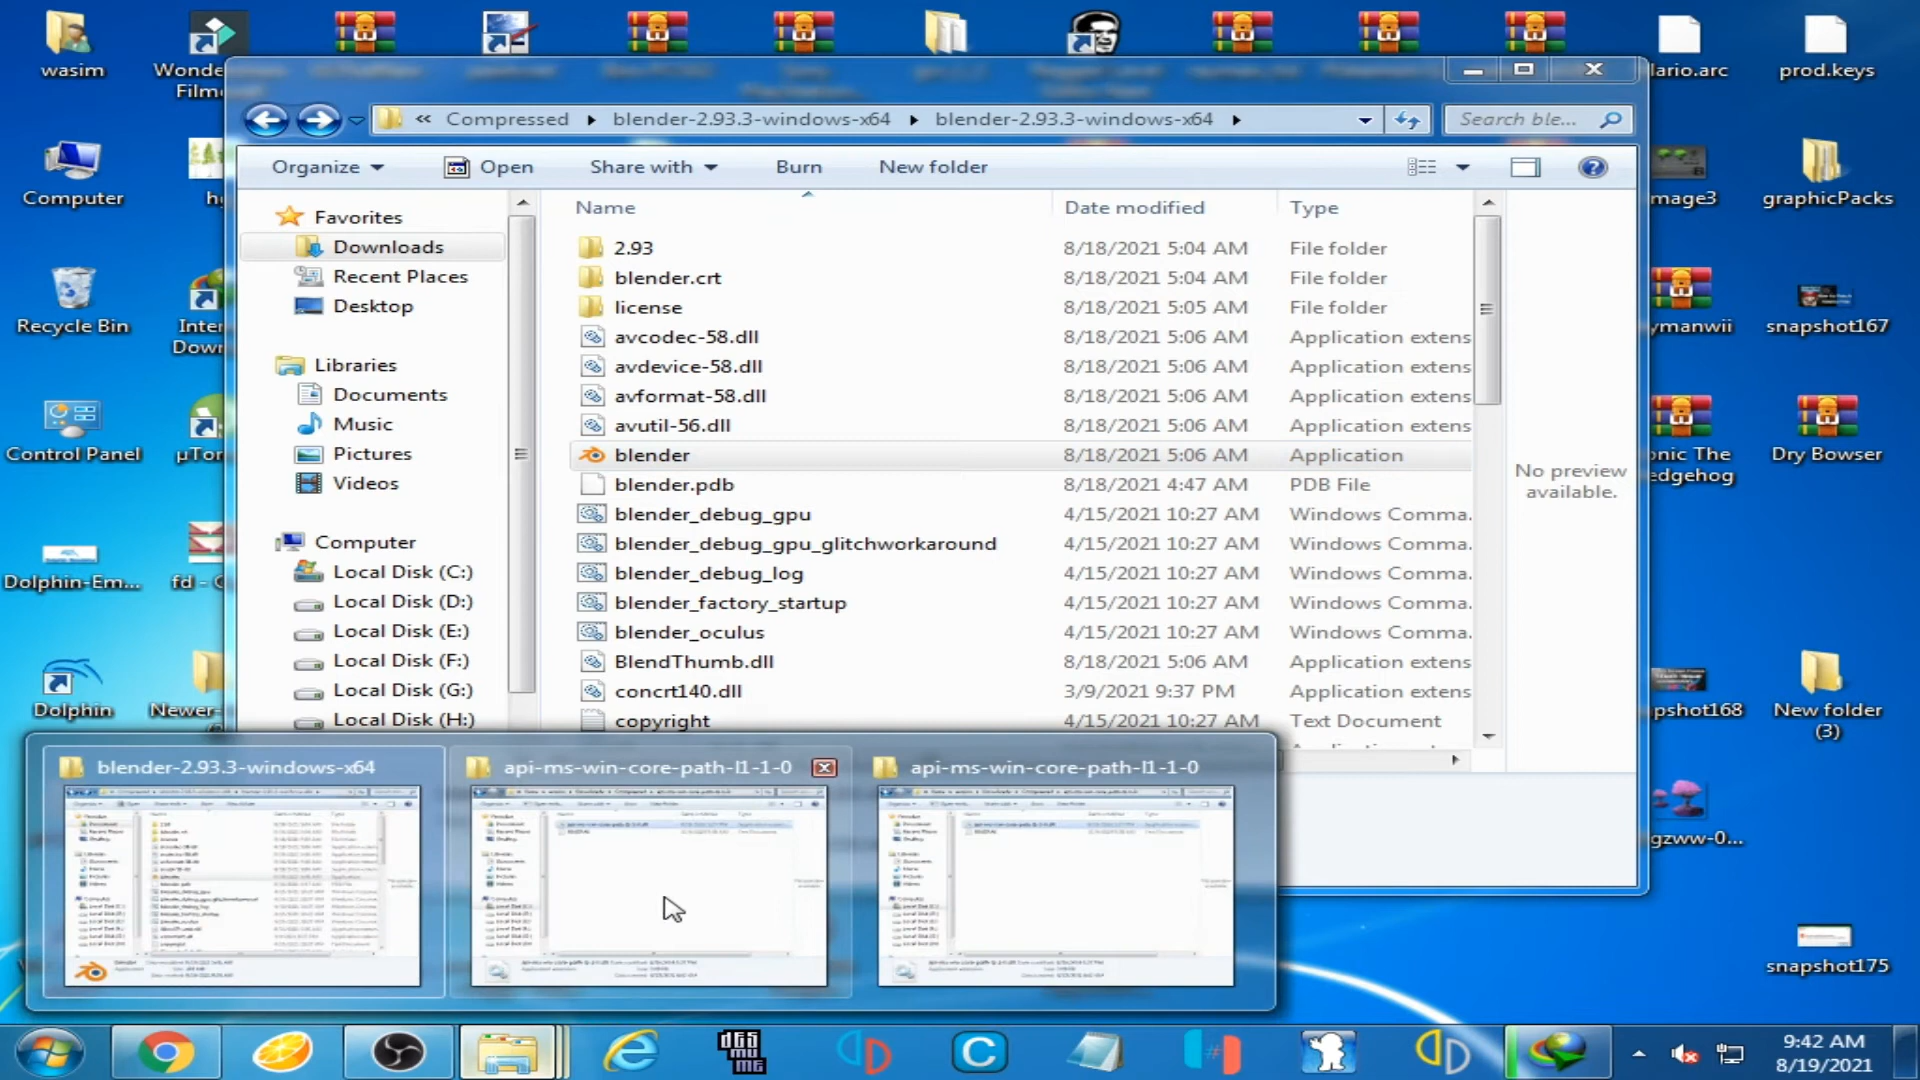 wasim
Wonde
Film
Computer
Recycle Bin
Inter
Down
Control Panel
µTor
Dolphin-Em...
fd - C
Dolphin
Newer-
lario.arc
prod.keys
mage3
graphicPacks
ymanwii
snapshot167
onic The
edgehog
Dry Bowser
pshot168
New folder
(3)
gzww-0...
snapshot175
« Compressed ▸ blender-2.93.3-windows-x64 ▸ blender-2.93.3-windows-x64 ▸
Search ble...
Organize Open Share with Burn New folder
Favorites
Downloads
Recent Places
Desktop
Libraries
Documents
Music
Pictures
Videos
Computer
Local Disk (C:)
Local Disk (D:)
Local Disk (E:)
Local Disk (F:)
Local Disk (G:)
Local Disk (H:)
Name Date modified Type
2.93 8/18/2021 5:04 AM File folder
blender.crt 8/18/2021 5:04 AM File folder
license 8/18/2021 5:05 AM File folder
avcodec-58.dll 8/18/2021 5:06 AM Application extens
avdevice-58.dll 8/18/2021 5:06 AM Application extens
avformat-58.dll 8/18/2021 5:06 AM Application extens
avutil-56.dll 8/18/2021 5:06 AM Application extens
blender 8/18/2021 5:06 AM Application
blender.pdb 8/18/2021 4:47 AM PDB File
blender_debug_gpu 4/15/2021 10:27 AM Windows Comma.
blender_debug_gpu_glitchworkaround 4/15/2021 10:27 AM Windows Comma.
blender_debug_log 4/15/2021 10:27 AM Windows Comma.
blender_factory_startup 4/15/2021 10:27 AM Windows Comma.
blender_oculus 4/15/2021 10:27 AM Windows Comma.
BlendThumb.dll 8/18/2021 5:06 AM Application extens
concrt140.dll 3/9/2021 9:37 PM Application extens
copyright 4/15/2021 10:27 AM Text Document
No preview
available.
blender-2.93.3-windows-x64
api-ms-win-core-path-l1-1-0
api-ms-win-core-path-l1-1-0
9:42 AM
8/19/2021